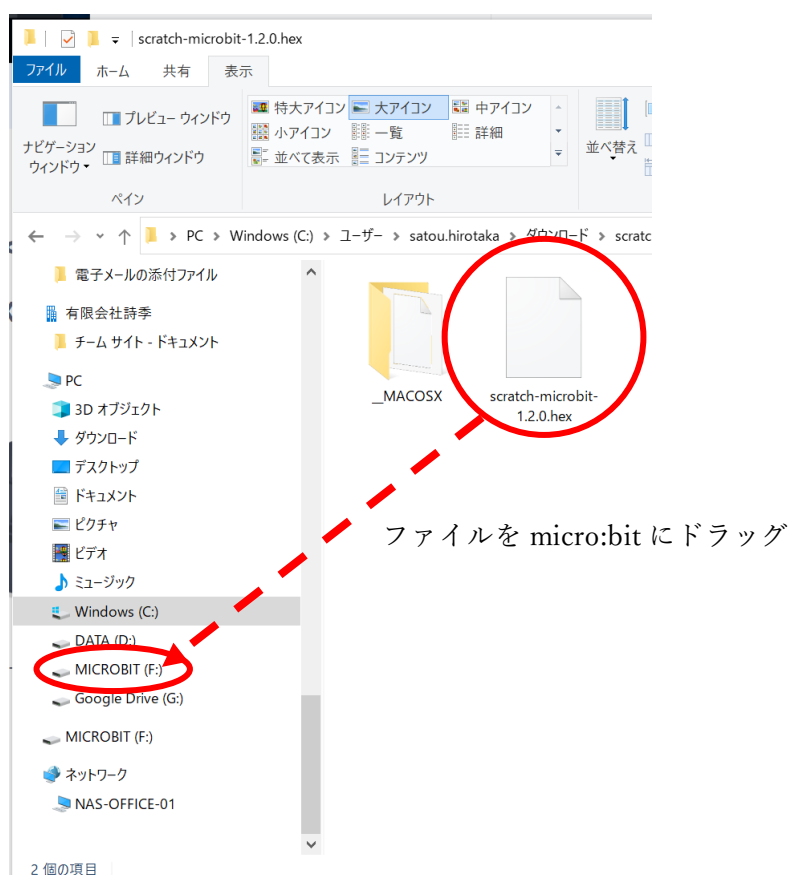 scratch-microbit-1.2.0.hex
ファイル ホーム 共有 表示
ナビゲーション
ウィンドウ
プレビュー ウィンドウ
詳細ウィンドウ
ペイン
特大アイコン 大アイコン 中アイコン
小アイコン 一覧 詳細
並べて表示 コンテンツ
レイアウト
並べ替え
PC > Windows (C:) > ユーザー > satou.hirotaka > ダウンロード > scratc
電子メールの添付ファイル
有限会社詩季
チーム サイト - ドキュメント
PC
3D オブジェクト
ダウンロード
デスクトップ
ドキュメント
ピクチャ
ビデオ
ミュージック
Windows (C:)
DATA (D:)
MICROBIT (F:)
Google Drive (G:)
MICROBIT (F:)
ネットワーク
NAS-OFFICE-01
__MACOSX
scratch-microbit-
1.2.0.hex
ファイルを micro:bit にドラッグ
2 個の項目